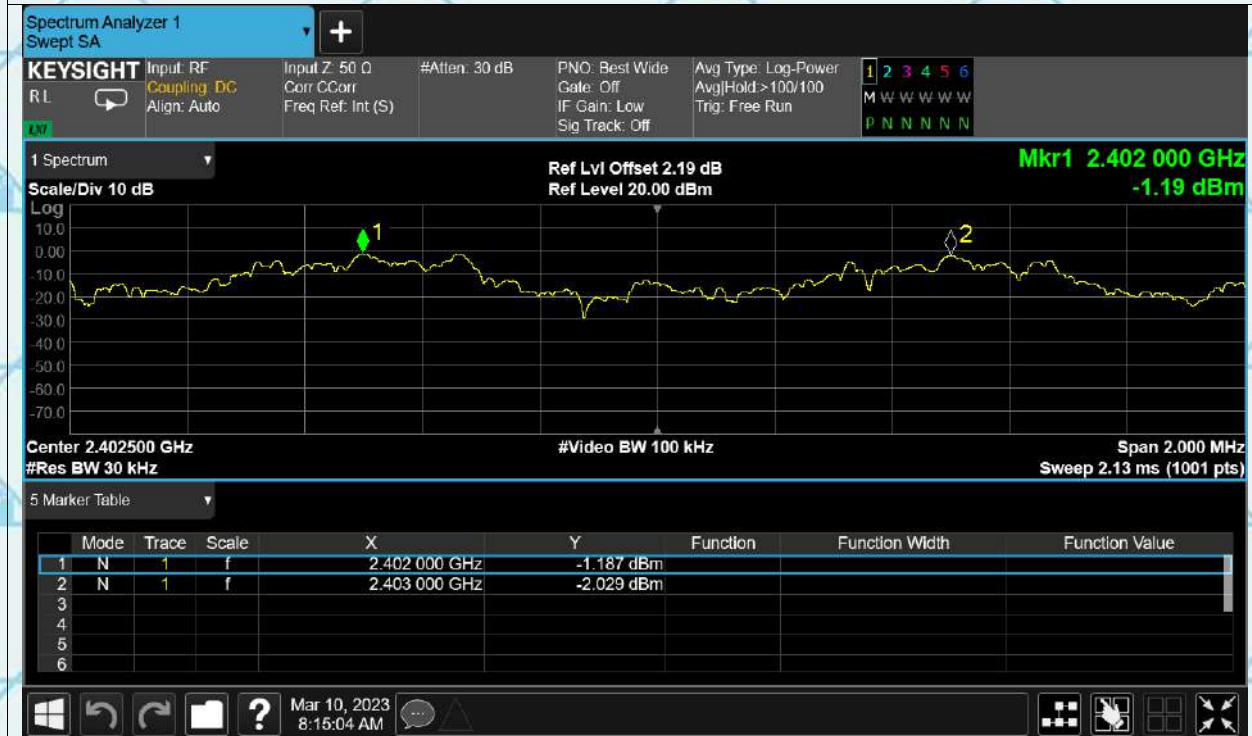 Spectrum Analyzer 1
Swept SA
+
KEYSIGHT
RL
LXI
Input: RF
Coupling: DC
Align: Auto
Input Z: 50 Ω
Corr CCorr
Freq Ref: Int (S)
#Atten: 30 dB
PNO: Best Wide
Gate: Off
IF Gain: Low
Sig Track: Off
Avg Type: Log-Power
Avg|Hold:>100/100
Trig: Free Run
1 2 3 4 5 6
M W W W W W
P N N N N N
1 Spectrum
Scale/Div 10 dB
Ref Lvl Offset 2.19 dB
Ref Level 20.00 dBm
Mkr1 2.402 000 GHz
-1.19 dBm
Log
10.0
0.00
-10.0
-20.0
-30.0
-40.0
-50.0
-60.0
-70.0
1
2
Center 2.402500 GHz
#Res BW 30 kHz
#Video BW 100 kHz
Span 2.000 MHz
Sweep 2.13 ms (1001 pts)
5 Marker Table
Mode Trace Scale X Y Function Function Width Function Value
1 N 1 f 2.402 000 GHz -1.187 dBm
2 N 1 f 2.403 000 GHz -2.029 dBm
3
4
5
6
?
Mar 10, 2023
8:15:04 AM